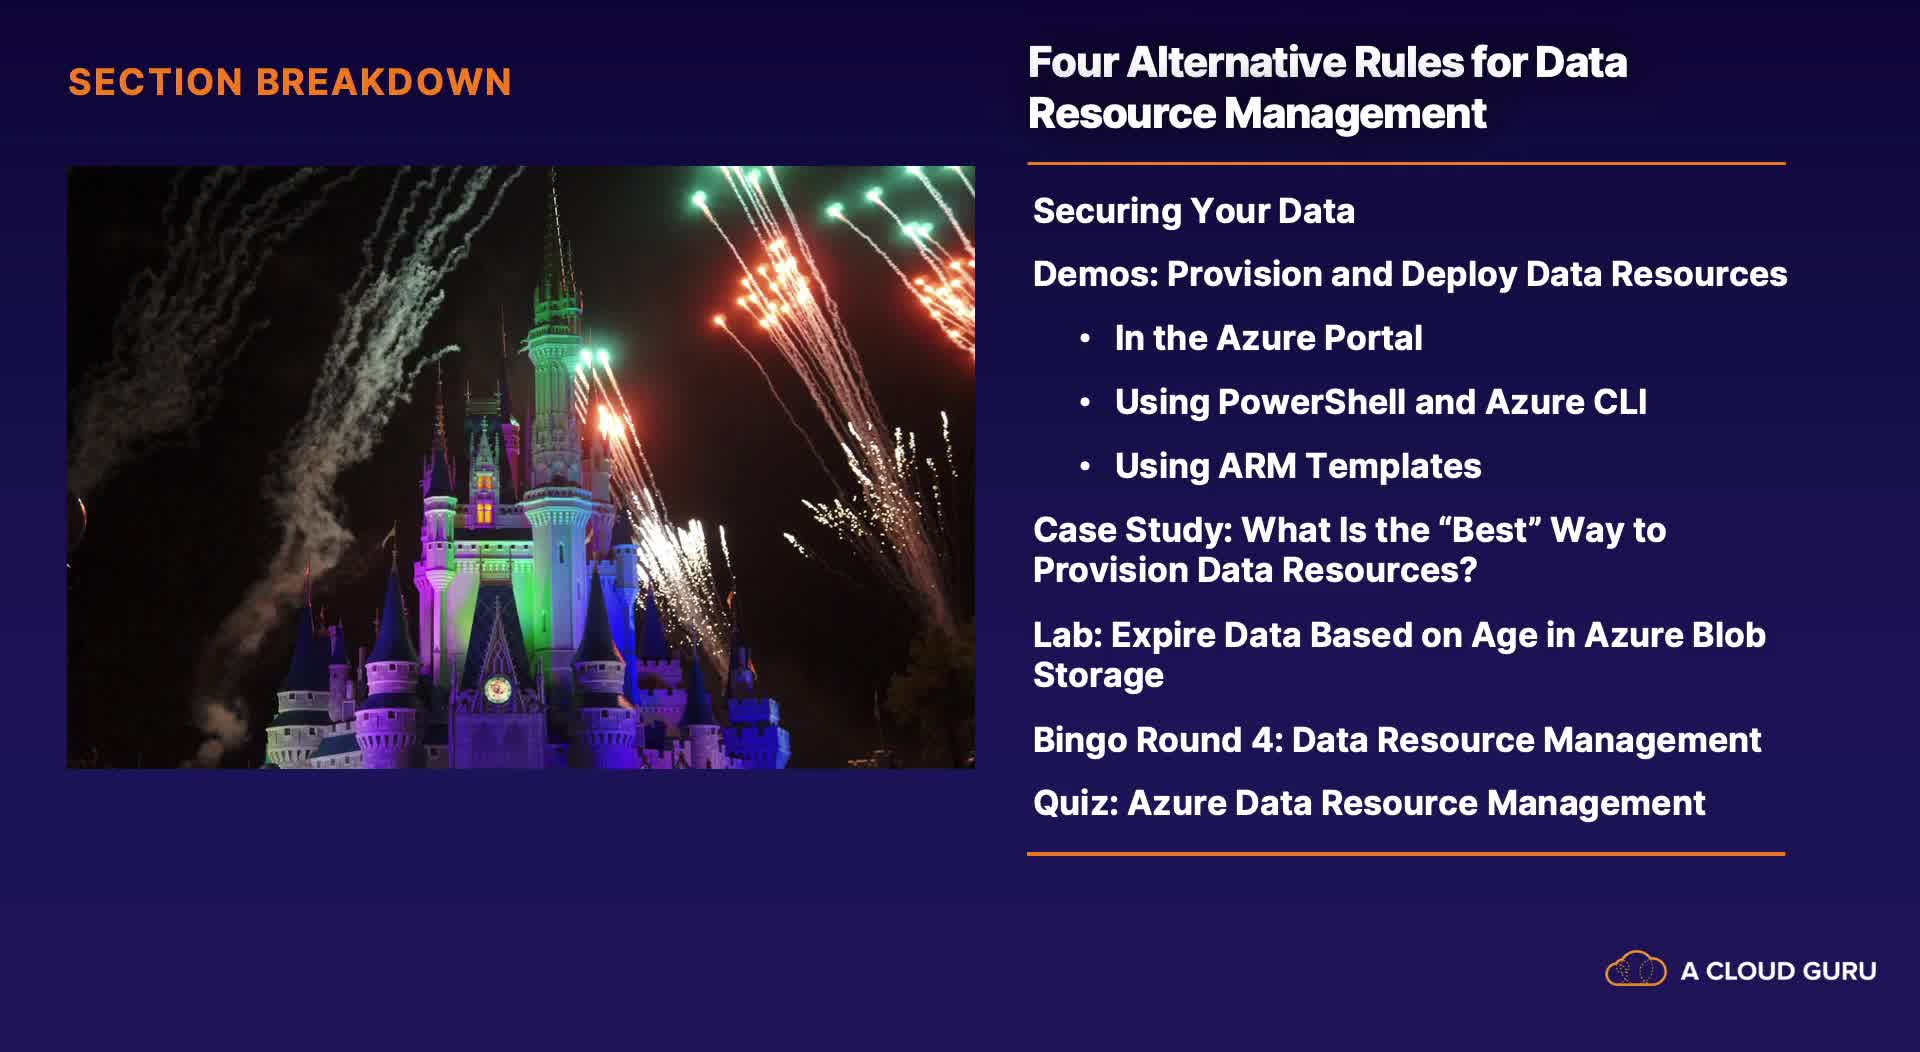 SECTION BREAKDOWN
Four Alternative Rules for Data
Resource Management
Securing Your Data
Demos: Provision and Deploy Data Resources
• In the Azure Portal
• Using PowerShell and Azure CLI
• Using ARM Templates
Case Study: What Is the “Best” Way to
Provision Data Resources?
Lab: Expire Data Based on Age in Azure Blob
Storage
Bingo Round 4: Data Resource Management
Quiz: Azure Data Resource Management
A CLOUD GURU